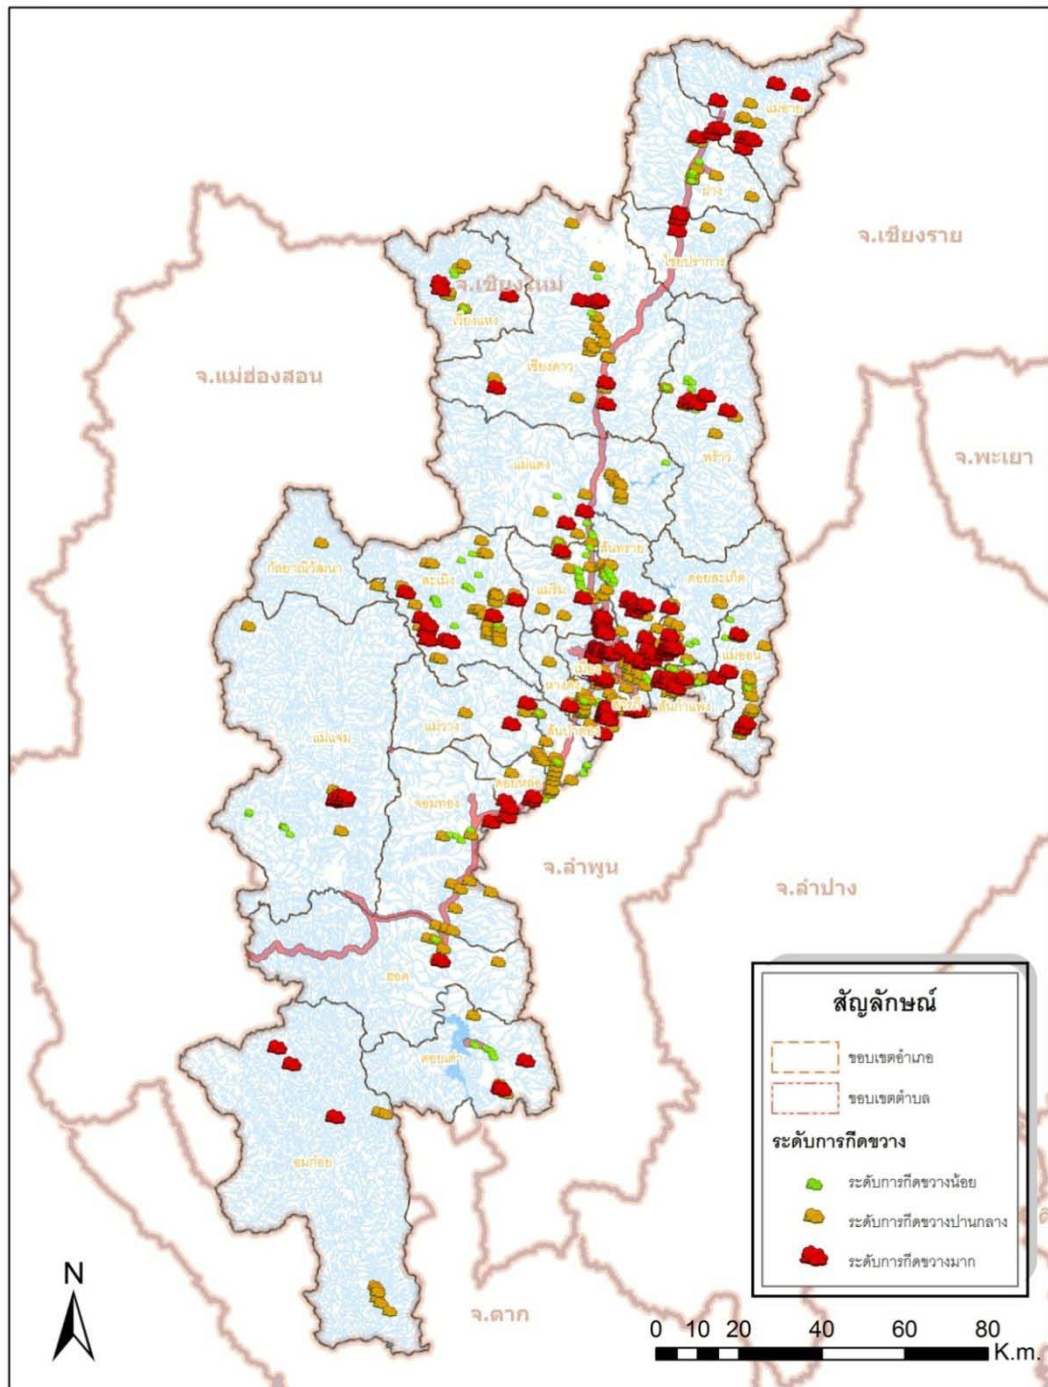 แม่อาย
ฝาง
จ.เชียงราย
ไชยปราการ
จ.เชียงใหม่
เวียงแหง
เชียงดาว
จ.แม่ฮ่องสอน
พร้าว
จ.พะเยา
แม่แตง
สันทราย
กัลยาณิวัฒนา
สะเมิง
แม่ริม
ดอยสะเก็ด
เมือง
แม่ออน
หางดง
สันกำแพง
แม่วาง
สันป่าตอง
แม่แจ่ม
ดอยหล่อ
จอมทอง
จ.ลำพูน
จ.ลำปาง
ฮอด
ดอยเต่า
อมก๋อย
จ.ตาก
สัญลักษณ์
ขอบเขตอำเภอ
ขอบเขตตำบล
ระดับการกีดขวาง
ระดับการกีดขวางน้อย
ระดับการกีดขวางปานกลาง
ระดับการกีดขวางมาก
N
0 10 20 40 60 80
K.m.